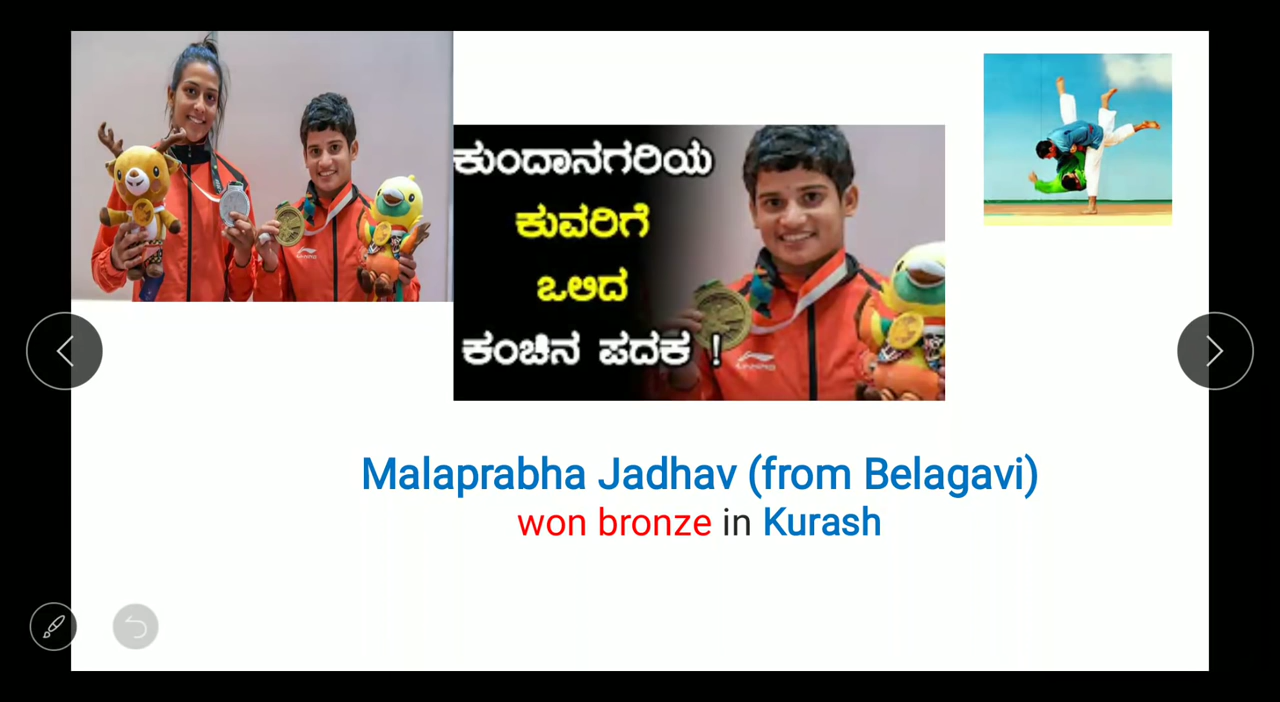 ಕುಂದಾನಗರಿಯ
ಕುವರಿಗೆ
ಒಲಿದ
ಕಂಚಿನ ಪದಕ !
Malaprabha Jadhav (from Belagavi)
won bronze in Kurash